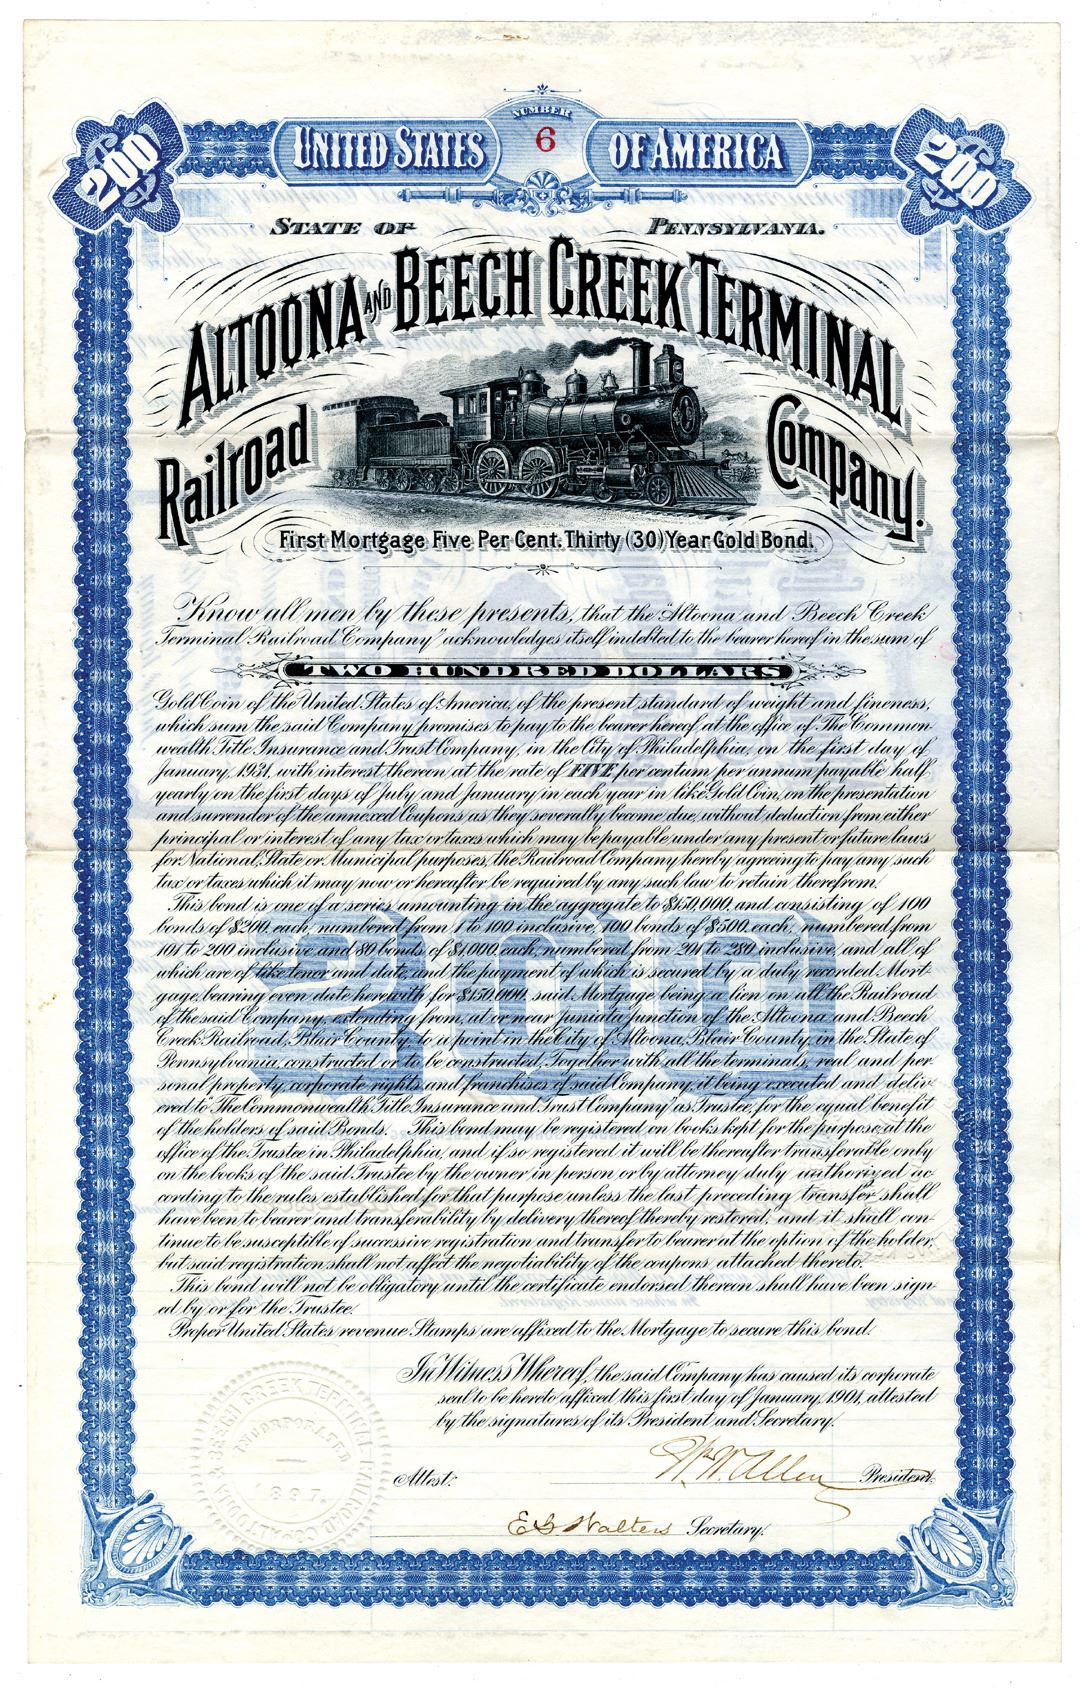 NUMBER
6
UNITED STATES OF AMERICA
200
200
STATE OF PENNSYLVANIA.
ALTOONA AND BEECH CREEK TERMINAL
Railroad Company.
First Mortgage Five Per Cent. Thirty (30) Year Gold Bond.
Know all men by these presents, that the "Altoona and Beech Creek
Terminal Railroad Company" acknowledges itself indebted to the bearer hereof in the sum of
TWO HUNDRED DOLLARS
Gold Coin of the United States of America, of the present standard of weight and fineness,
which sum the said Company promises to pay to the bearer hereof, at the office of The Common-
wealth Title Insurance and Trust Company, in the City of Philadelphia, on the first day of
January, 1931, with interest thereon at the rate of FIVE per centum per annum payable half
yearly on the first days of July and January in each year in like Gold Coin, on the presentation
and surrender of the annexed Coupons as they severally become due, without deduction from either
principal or interest of any tax or taxes which may be payable under any present or future laws
for National, State or Municipal purposes, the Railroad Company hereby agreeing to pay any such
tax or taxes which it may now or hereafter be required by any such law to retain therefrom.
This bond is one of a series amounting in the aggregate to $150,000, and consisting of 100
bonds of $200 each, numbered from 1 to 100 inclusive, 100 bonds of $500 each, numbered from
101 to 200 inclusive and 80 bonds of $1,000 each, numbered from 201 to 280 inclusive, and all of
which are of like tenor and date, and the payment of which is secured by a duly recorded Mort-
gage, bearing even date herewith for $150,000, said Mortgage being a lien on all the Railroad
of the said Company, extending from, at or near Juniata Junction of the Altoona and Beech
Creek Railroad, Blair County, to a point in the City of Altoona, Blair County, in the State of
Pennsylvania, constructed or to be constructed, Together with all the terminals, real and per-
sonal property, corporate rights and franchises of said Company, it being executed and deliv-
ered to "The Commonwealth Title Insurance and Trust Company" as Trustee, for the equal benefit
of the holders of said Bonds. This bond may be registered on books kept for the purpose, at the
office of the Trustee in Philadelphia, and if so registered it will be thereafter transferable only
on the books of the said Trustee by the owner in person or by attorney duly authorized ac-
cording to the rules established for that purpose unless the last preceding transfer shall
have been to bearer and transferability by delivery thereof thereby restored, and it shall con-
tinue to be susceptible of successive registration and transfer to bearer at the option of the holder,
but said registration shall not affect the negotiability of the coupons attached thereto.
This bond will not be obligatory until the certificate endorsed thereon shall have been sign-
ed by or for the Trustee.
Proper United States revenue Stamps are affixed to the Mortgage to secure this bond.
200
In Witness Whereof, the said Company has caused its corporate
seal to be hereto affixed this first day of January, 1901, attested
by the signatures of its President and Secretary.
Attest: Wm. W. Allen President.
E G Walters Secretary.
ALTOONA & BEECH CREEK TERMINAL RAILROAD COMPANY
INCORPORATED
1897.